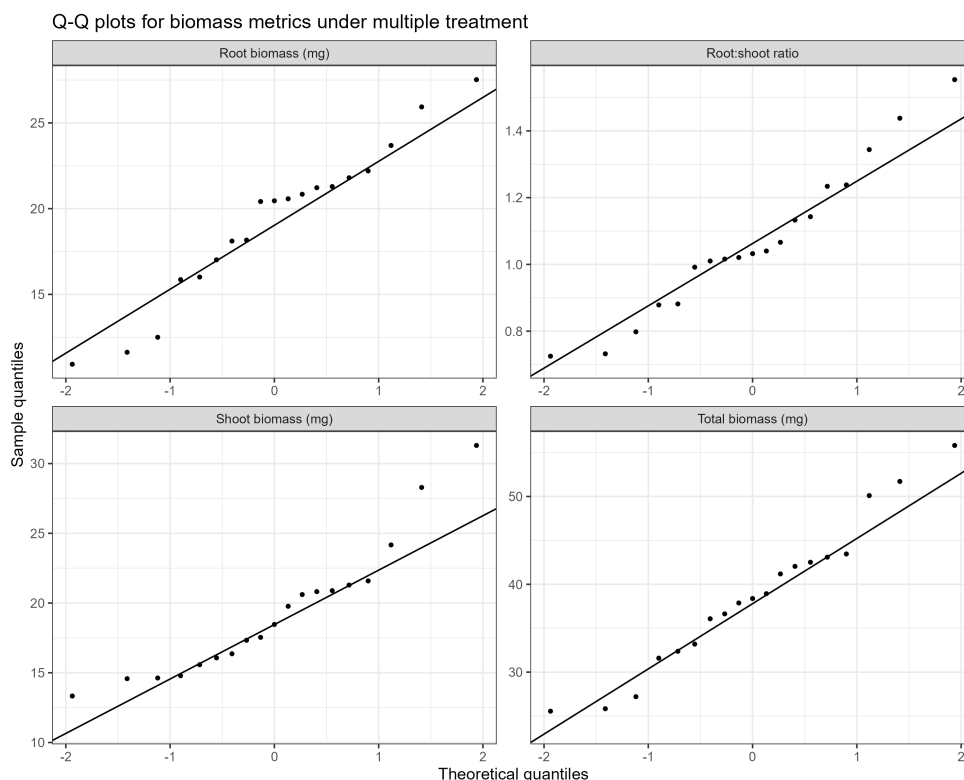 Q-Q plots for biomass metrics under multiple treatment
Root biomass (mg)
25
20
15
-2 -1 0 1 2
Root:shoot ratio
1.4
1.2
1.0
0.8
-2 -1 0 1 2
Sample quantiles
Shoot biomass (mg)
30
25
20
15
10
-2 -1 0 1 2
Total biomass (mg)
50
40
30
-2 -1 0 1 2
Theoretical quantiles